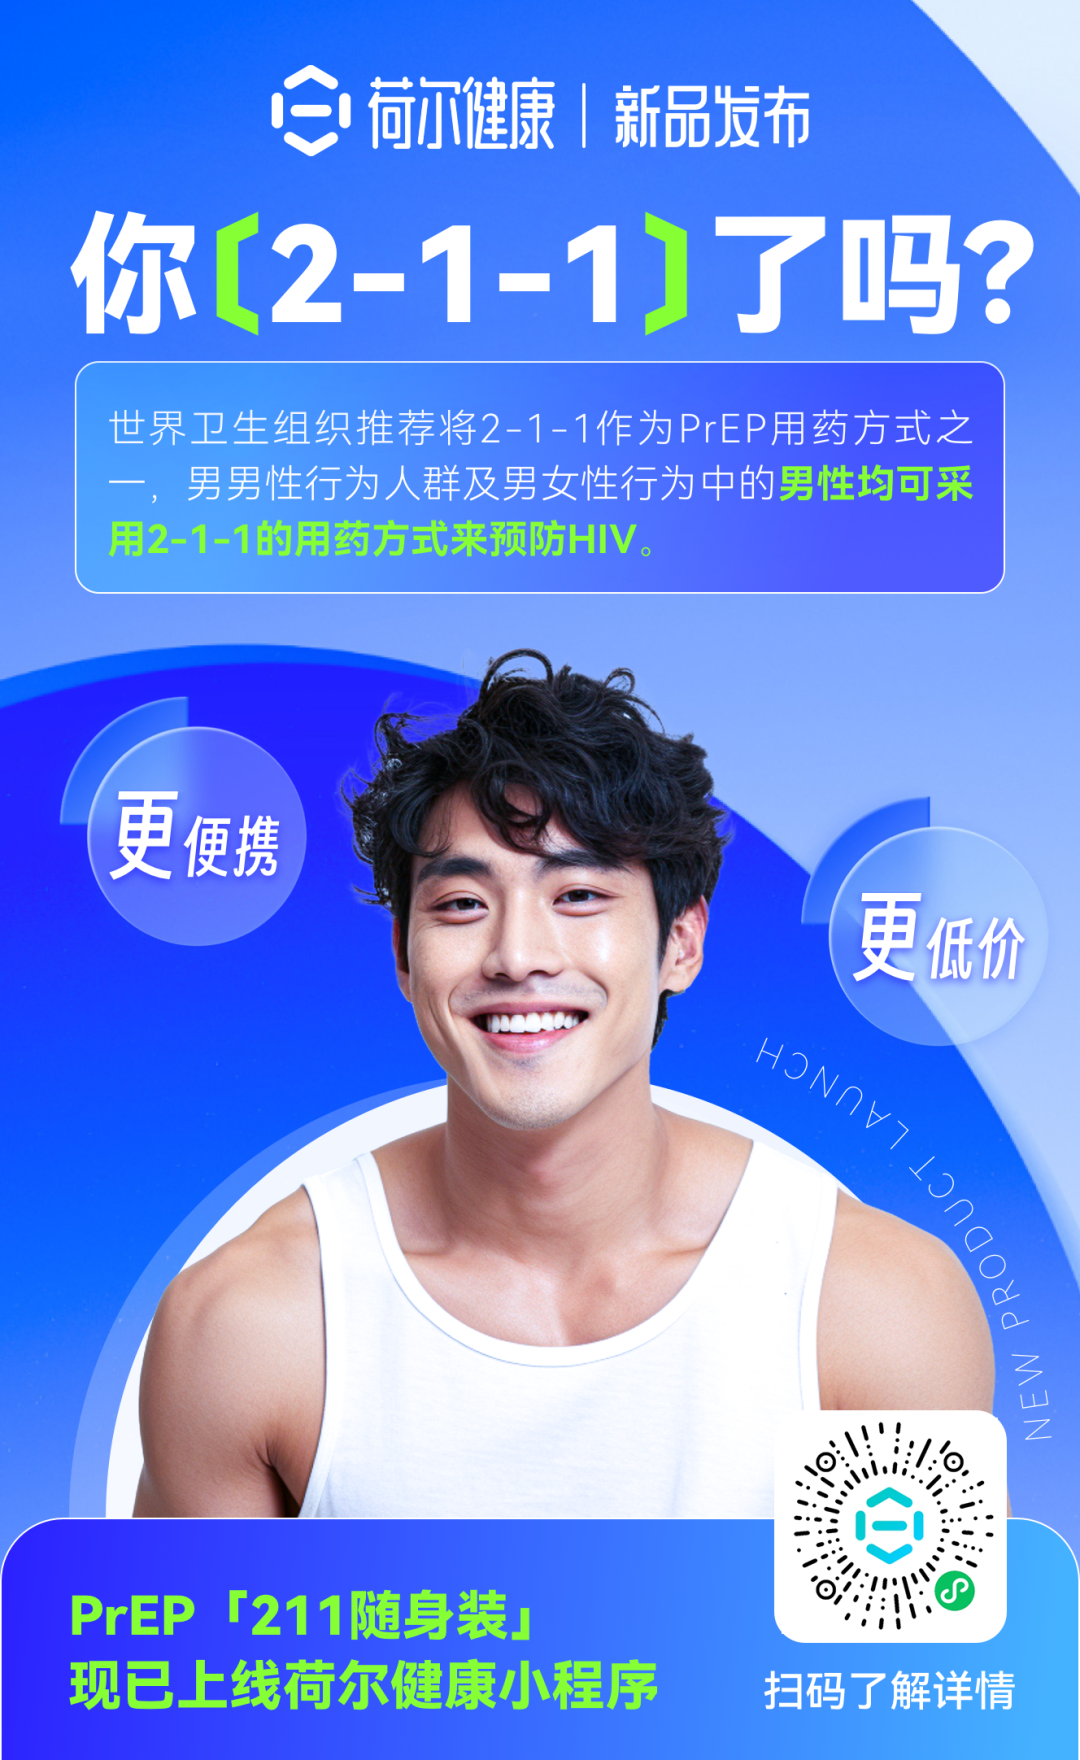 荷尔健康 | 新品发布
你〔2-1-1〕了吗?
世界卫生组织推荐将2-1-1作为PrEP用药方式之
一，男男性行为人群及男女性行为中的男性均可采
用2-1-1的用药方式来预防HIV。
更便携
更低价
NEW PRODUCT LAUNCH
PrEP「211随身装」
现已上线荷尔健康小程序
扫码了解详情